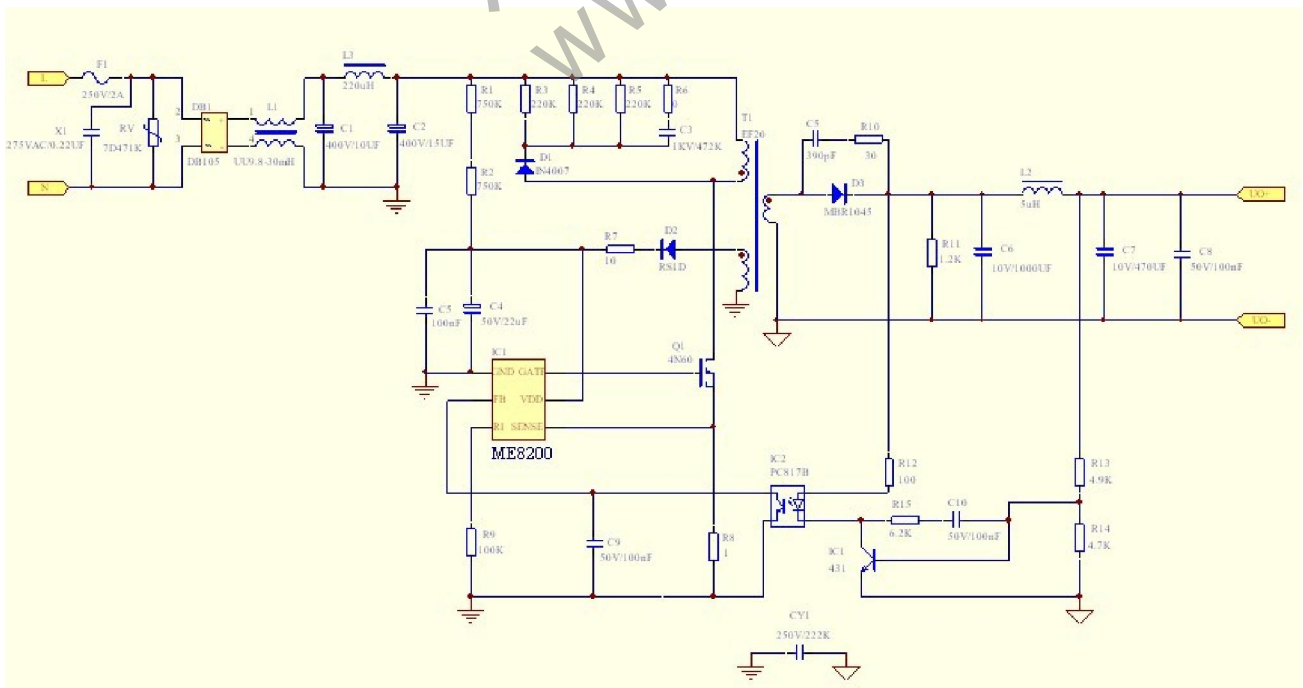 WW
L
F1
250V/2A
X1
275VAC/0.22UF
RV
7D471K
N
DB1
2
3
DB105
L1
1
4
UU9.8-30mH
L3
220uH
C1
400V/10UF
C2
400V/15UF
R1
750K
R2
750K
R3
220K
R4
220K
R5
220K
R6
0
C3
1KV/472K
D1
IN4007
T1
EF20
C5
390pF
R10
30
D3
MBR1045
L2
5uH
UO+
R11
1.2K
C6
10V/1000UF
C7
10V/470UF
C8
50V/100nF
UO-
R7
10
D2
RS1D
C5
100nF
C4
50V/22uF
IC1
GND GATE
FB VDD
RI SENSE
ME8200
Q1
4N60
R9
100K
C9
50V/100nF
R8
1
IC2
PC817B
R12
100
R15
6.2K
C10
50V/100nF
R13
4.9K
R14
4.7K
IC1
431
CY1
250V/222K